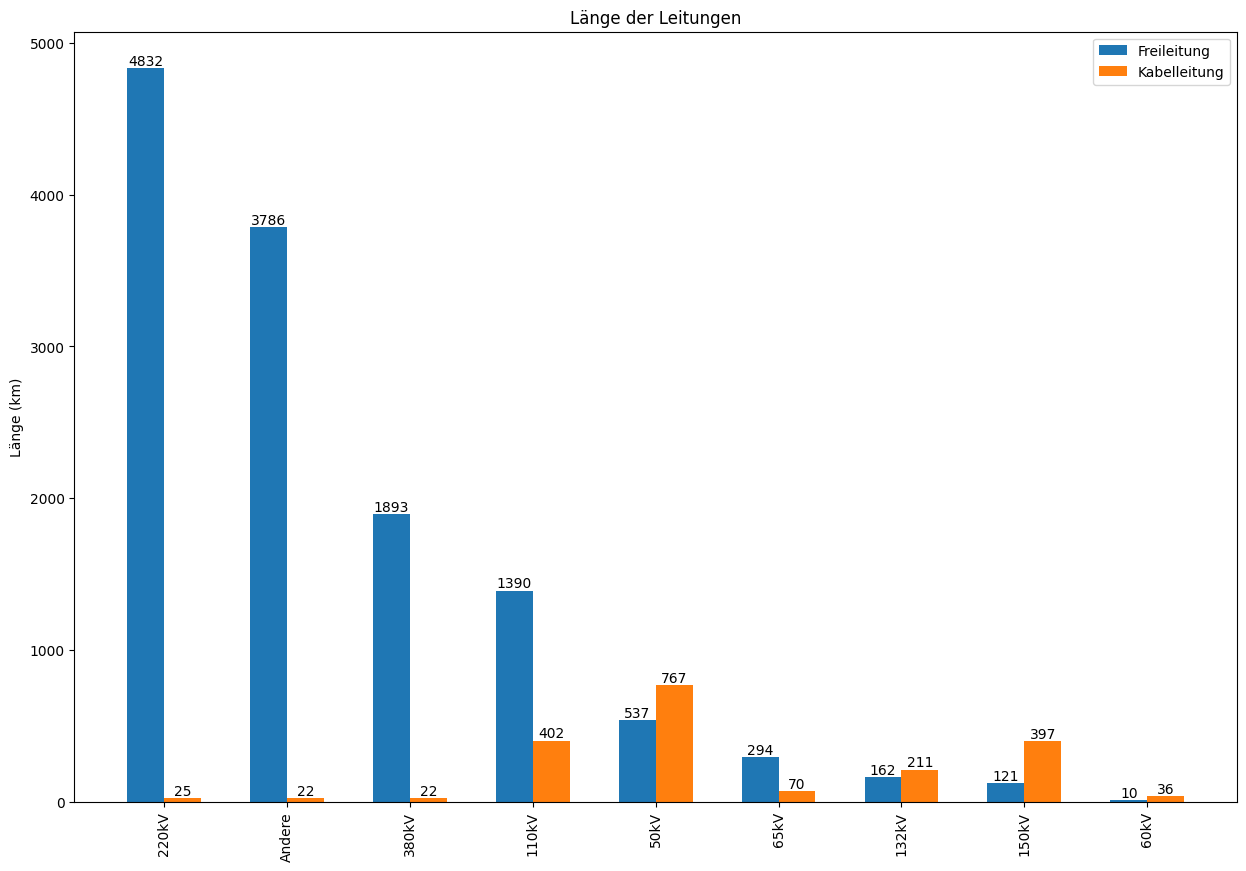 Länge der Leitungen
Freileitung
Kabelleitung
Länge (km)
5000
4000
3000
2000
1000
0
4832
25
3786
22
1893
22
1390
402
537
767
294
70
162
211
121
397
10
36
220kV
Andere
380kV
110kV
50kV
65kV
132kV
150kV
60kV